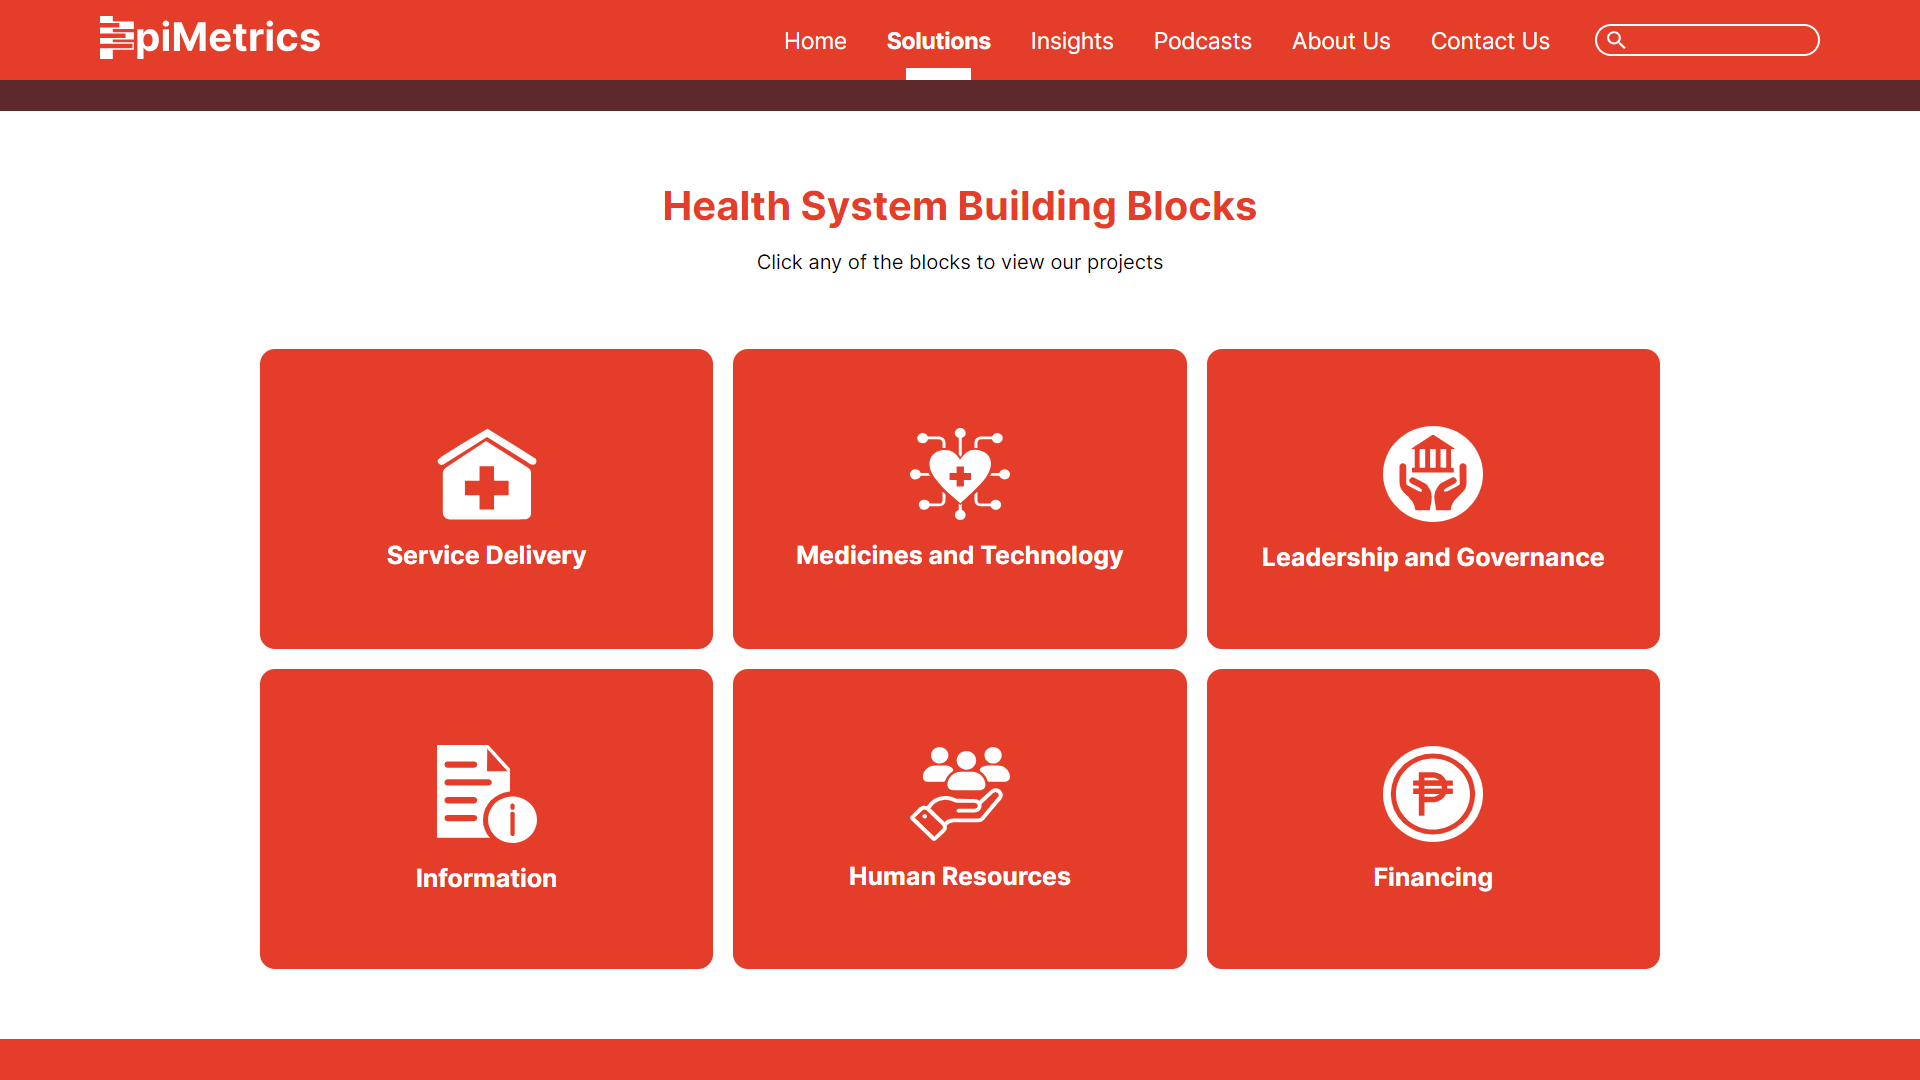 EpiMetrics
Home
Solutions
Insights
Podcasts
About Us
Contact Us
Health System Building Blocks
Click any of the blocks to view our projects
Service Delivery
Medicines and Technology
Leadership and Governance
Information
Human Resources
Financing